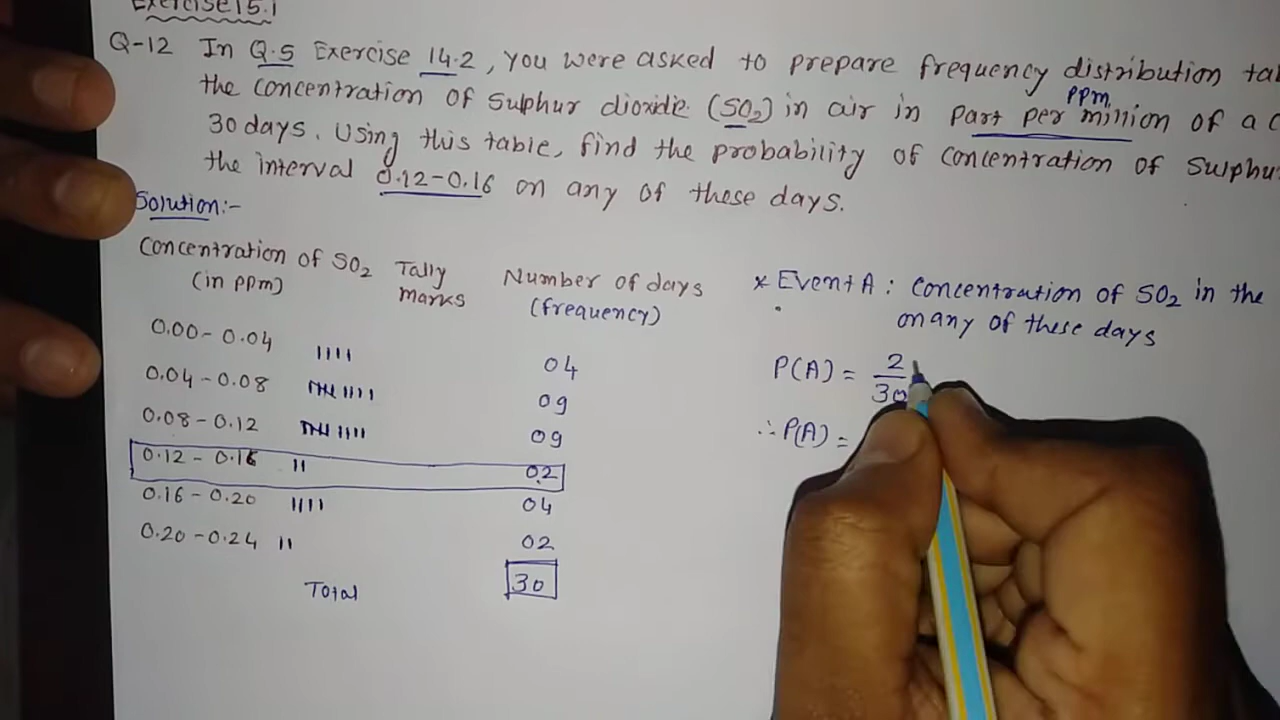 Exercise 15.1
Q-12 In Q.5 Exercise 14.2, you were asked to prepare frequency distribution
the concentration of Sulphur dioxide (SO2) in air in part per million of a
ppm
30 days. Using this table, find the probability of concentration of
the interval 0.12-0.16 on any of these days.
Solution:-
Concentration of SO2 (in ppm)
Tally marks
Number of days (frequency)
0.00-0.04 |||| 04
0.04-0.08 𝍸 |||| 09
0.08-0.12 𝍸 |||| 09
0.12-0.16 || 02
0.16-0.20 |||| 04
0.20-0.24 || 02
Total 30
* Event A: Concentration of SO2 in the
on any of these days
P(A) = 2/30
∴ P(A) =